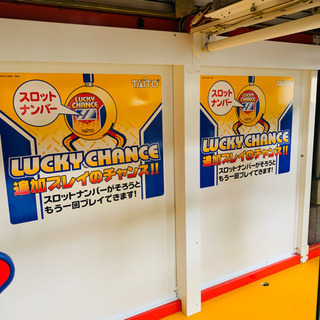 TAITO
スロット
ナンバー
LUCKY
CHANCE
TAITO
LUCKY CHANCE
追加プレイのチャンス!!
スロットナンバーがそろうと
もう一回プレイできます!
スロット
ナンバー
LUCKY
CHANCE
LUCKY CHANCE
追加プレイのチャンス!!
スロットナンバーがそろうと
もう一回プレイできます!